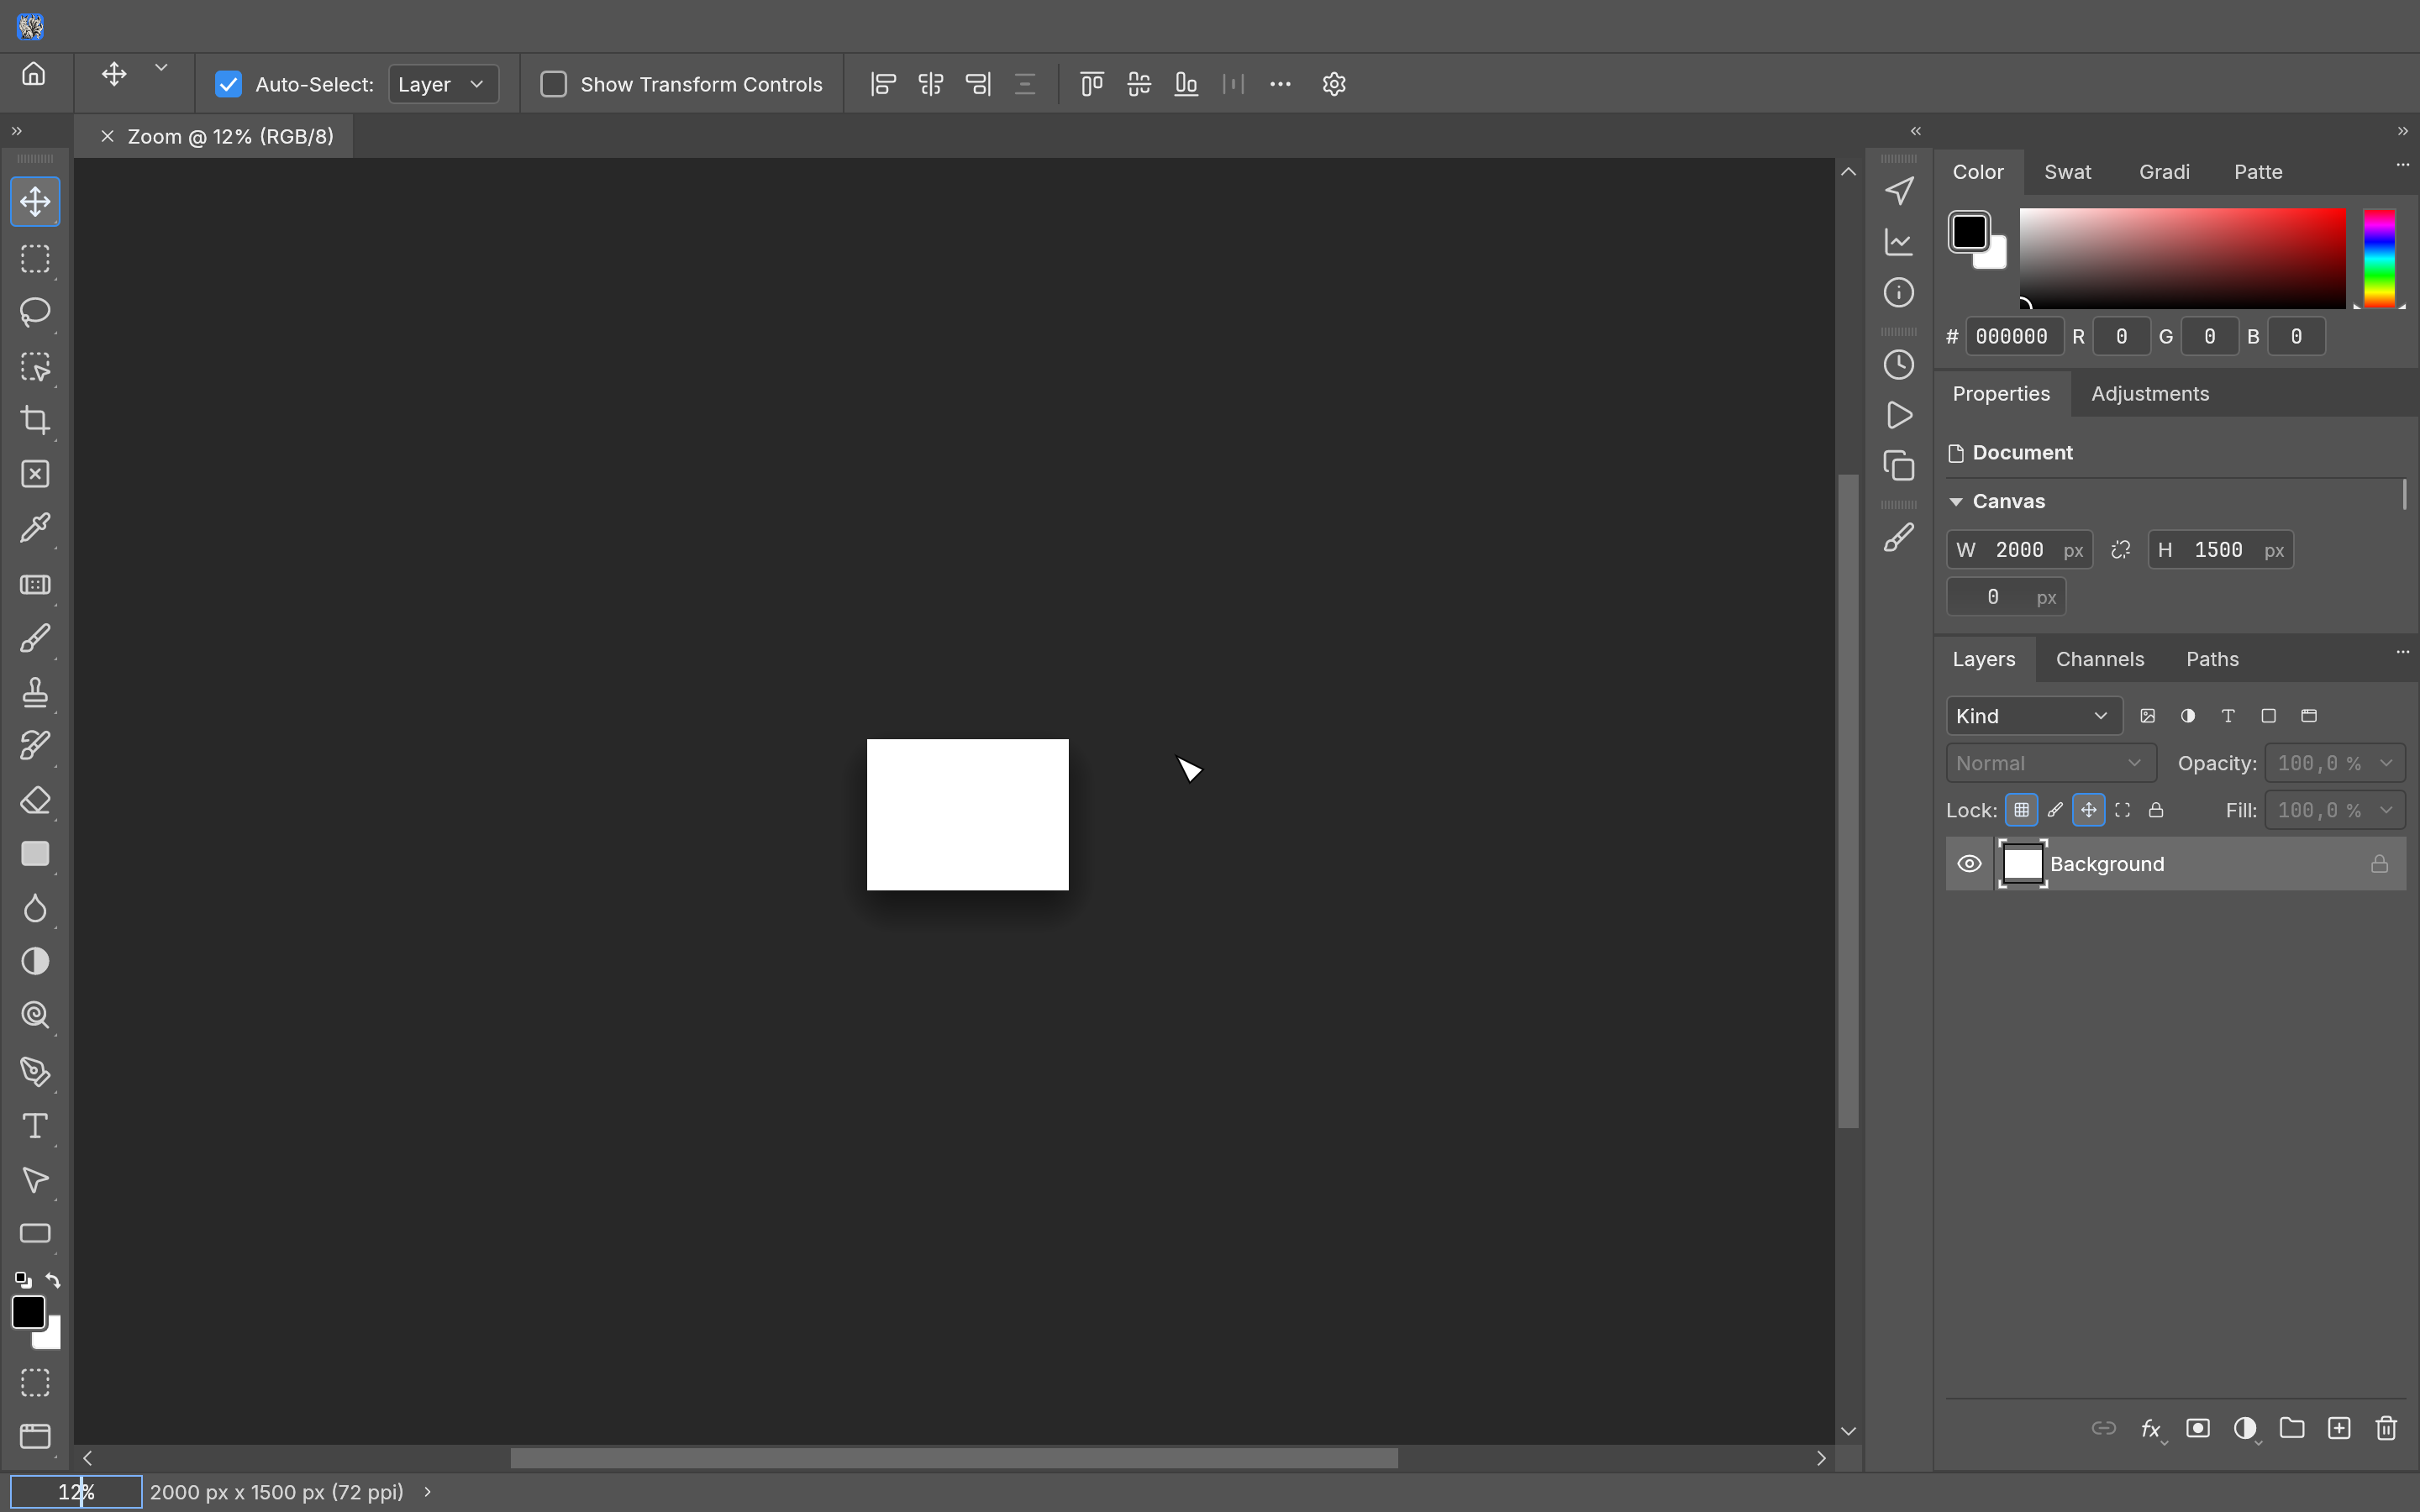 Auto-Select: Layer Show Transform Controls
Zoom @ 12% (RGB/8)
Color Swat Gradi Patte
# 000000 R 0 G 0 B 0
Properties Adjustments
Document
Canvas
W 2000 px H 1500 px
0 px
Layers Channels Paths
Kind
Normal Opacity: 100,0 %
Lock: Fill: 100,0 %
Background
fx
12% 2000 px x 1500 px (72 ppi)